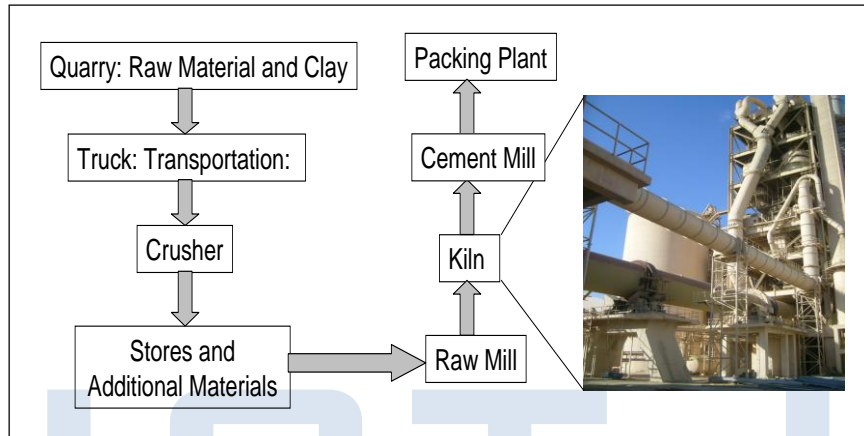 Quarry: Raw Material and Clay
Truck: Transportation:
Crusher
Stores and
Additional Materials
Raw Mill
Kiln
Cement Mill
Packing Plant